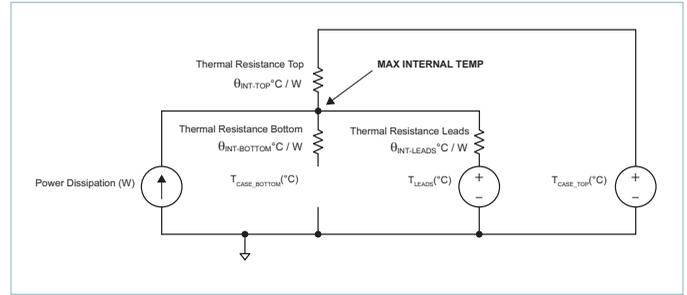 Thermal Resistance Top
θINT-TOP°C / W
MAX INTERNAL TEMP
Thermal Resistance Bottom
θINT-BOTTOM°C / W
Thermal Resistance Leads
θINT-LEADS°C / W
Power Dissipation (W)
TCASE_BOTTOM(°C)
TLEADS(°C)
+
–
TCASE_TOP(°C)
+
–